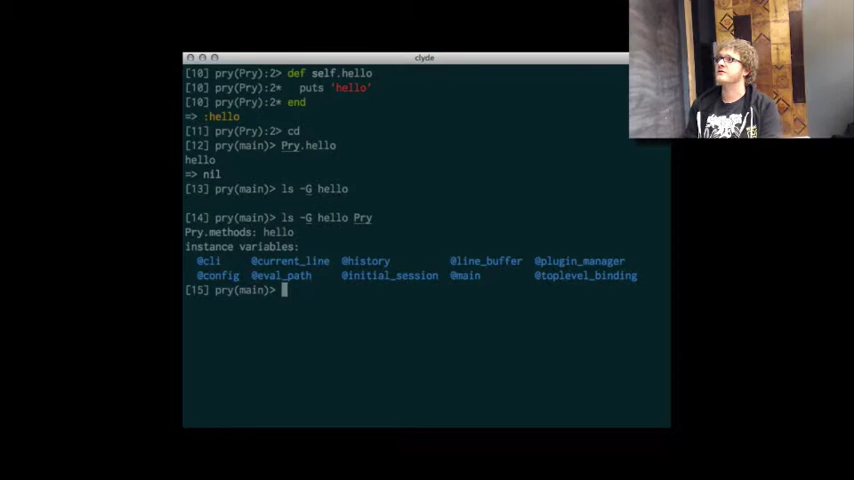 clyde
[10] pry(Pry):2> def self.hello
[10] pry(Pry):2*   puts 'hello'
[10] pry(Pry):2* end
=> :hello
[11] pry(Pry):2> cd
[12] pry(main)> Pry.hello
hello
=> nil
[13] pry(main)> ls -G hello
[14] pry(main)> ls -G hello Pry
Pry.methods: hello
instance variables:
@cli @current_line @history @line_buffer @plugin_manager
@config @eval_path @initial_session @main @toplevel_binding
[15] pry(main)>